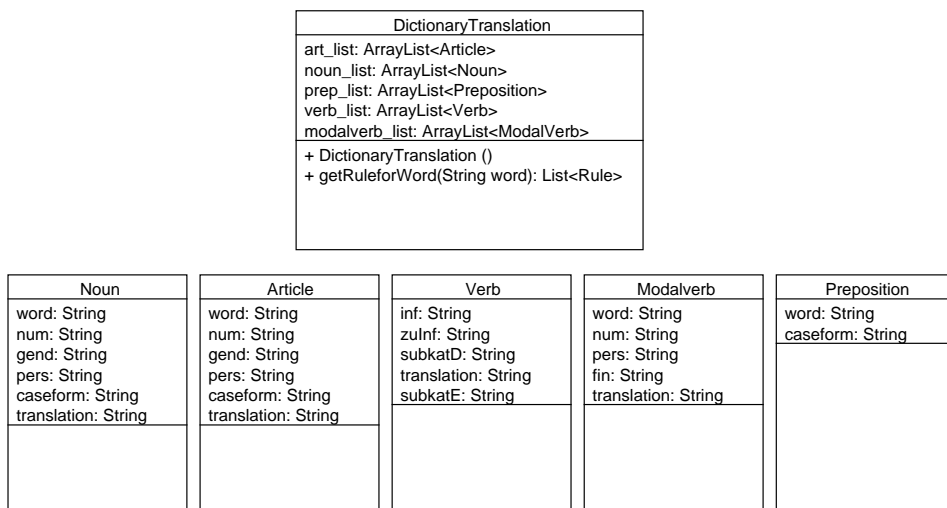 DictionaryTranslation
art_list: ArrayList<Article>
noun_list: ArrayList<Noun>
prep_list: ArrayList<Preposition>
verb_list: ArrayList<Verb>
modalverb_list: ArrayList<ModalVerb>
+ DictionaryTranslation ()
+ getRuleforWord(String word): List<Rule>
Noun
word: String
num: String
gend: String
pers: String
caseform: String
translation: String
Article
word: String
num: String
gend: String
pers: String
caseform: String
translation: String
Verb
inf: String
zuInf: String
subkatD: String
translation: String
subkatE: String
Modalverb
word: String
num: String
pers: String
fin: String
translation: String
Preposition
word: String
caseform: String